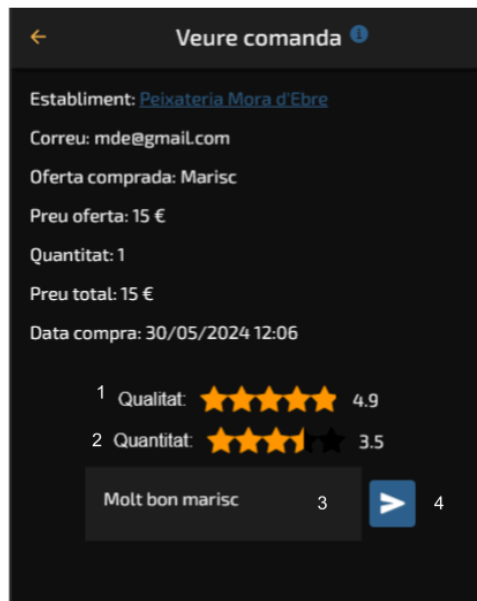 Veure comanda
Establiment: Peixateria Mora d'Ebre
Correu: mde@gmail.com
Oferta comprada: Marisc
Preu oferta: 15 €
Quantitat: 1
Preu total: 15 €
Data compra: 30/05/2024 12:06
1 Qualitat: 4.9
2 Quantitat: 3.5
Molt bon marisc 3 4